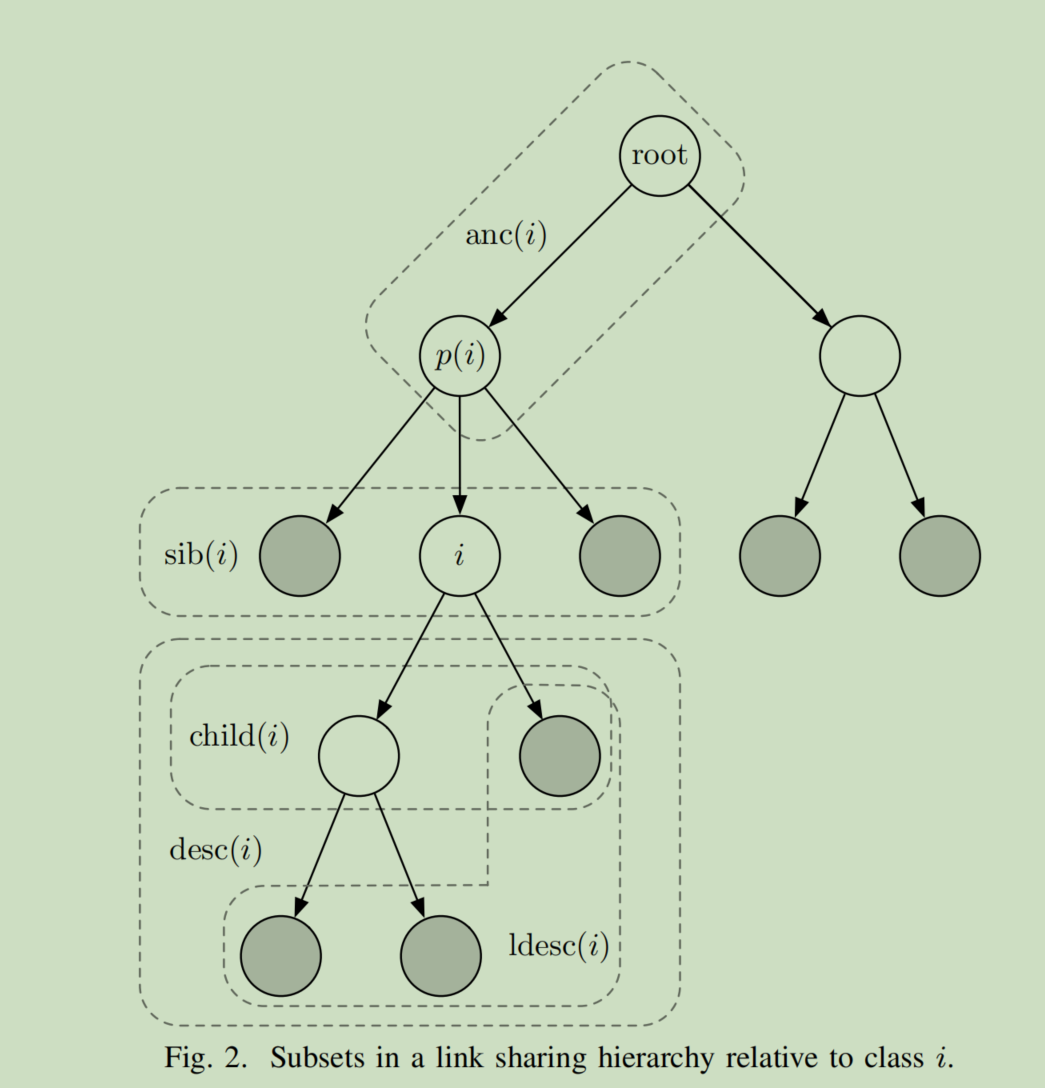 root
anc(i)
p(i)
sib(i)
i
child(i)
desc(i)
ldesc(i)
Fig. 2. Subsets in a link sharing hierarchy relative to class i.